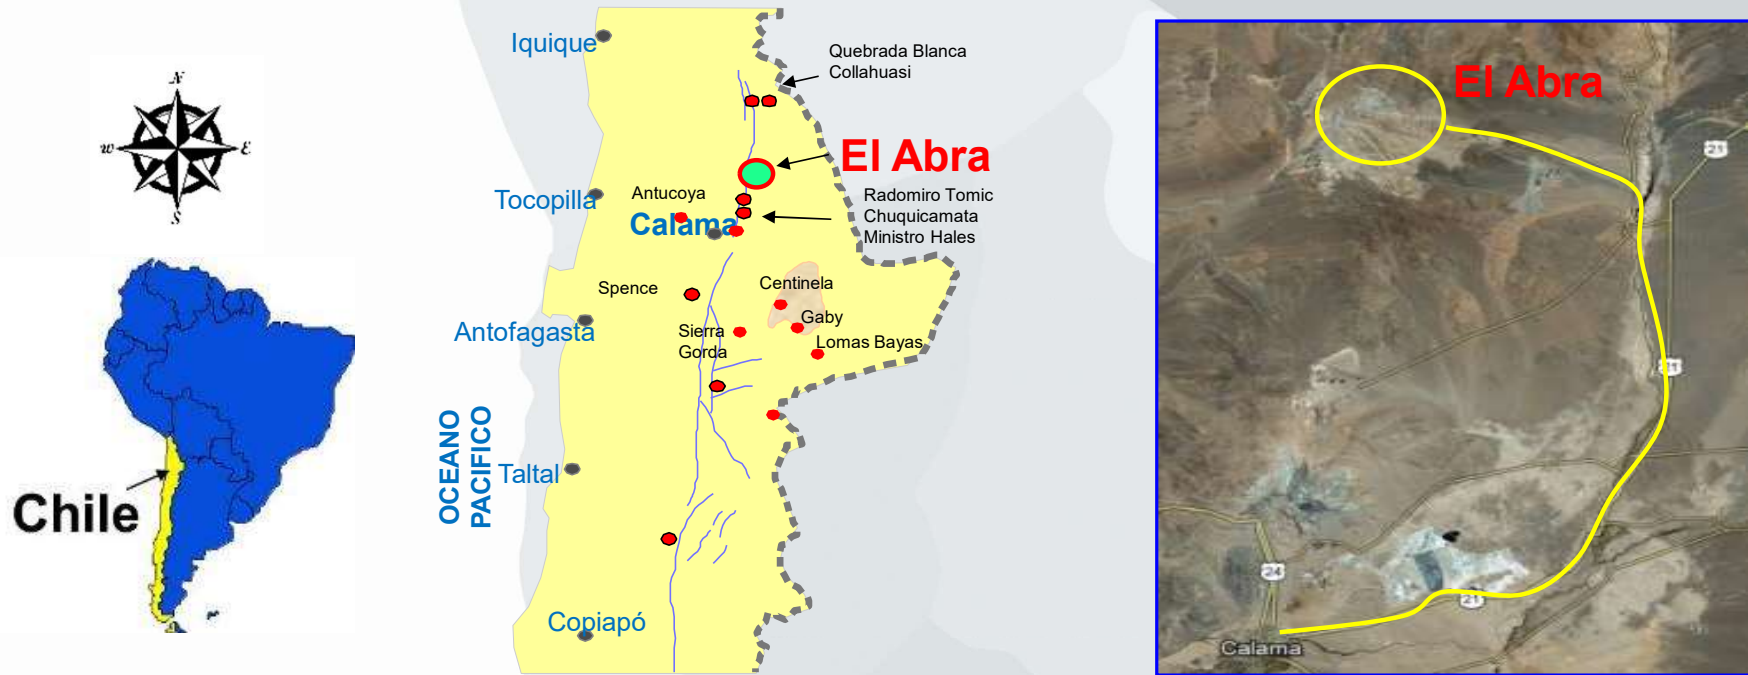 N
W
E
S
Chile
Iquique
Tocopilla
Antofagasta
OCEANO
PACIFICO
Taltal
Copiapó
Quebrada Blanca
Collahuasi
El Abra
Antucoya
Calama
Radomiro Tomic
Chuquicamata
Ministro Hales
Spence
Centinela
Gaby
Sierra
Gorda
Lomas Bayas
El Abra
21
21
24
21
Calama